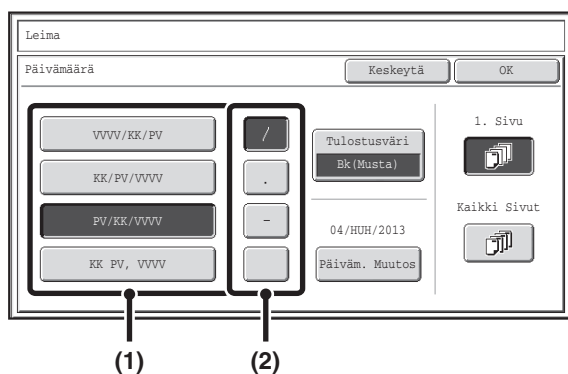 Leima
Päivämäärä
Keskeytä
OK
VVVV/KK/PV
KK/PV/VVVV
PV/KK/VVVV
KK PV, VVVV
/
.
-
Tulostusväri
Bk(Musta)
04/HUH/2013
Päiväm. Muutos
1. Sivu
Kaikki Sivut
(1)
(2)